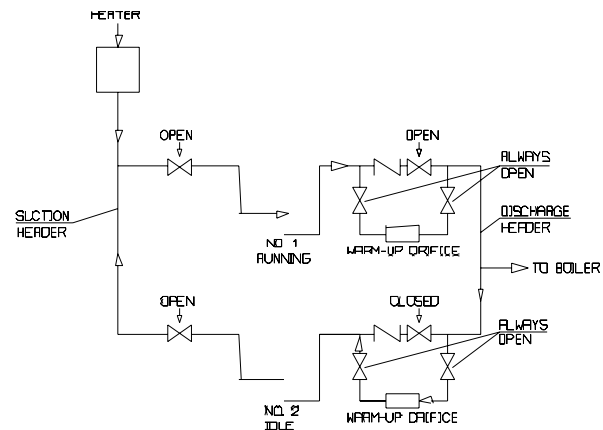 HEATER
OPEN
OPEN
ALWAYS
OPEN
SUCTION
HEADER
DISCHARGE
HEADER
NO. 1
RUNNING
WARM-UP ORIFICE
TO BOILER
OPEN
CLOSED
ALWAYS
OPEN
NO. 2
IDLE
WARM-UP ORIFICE